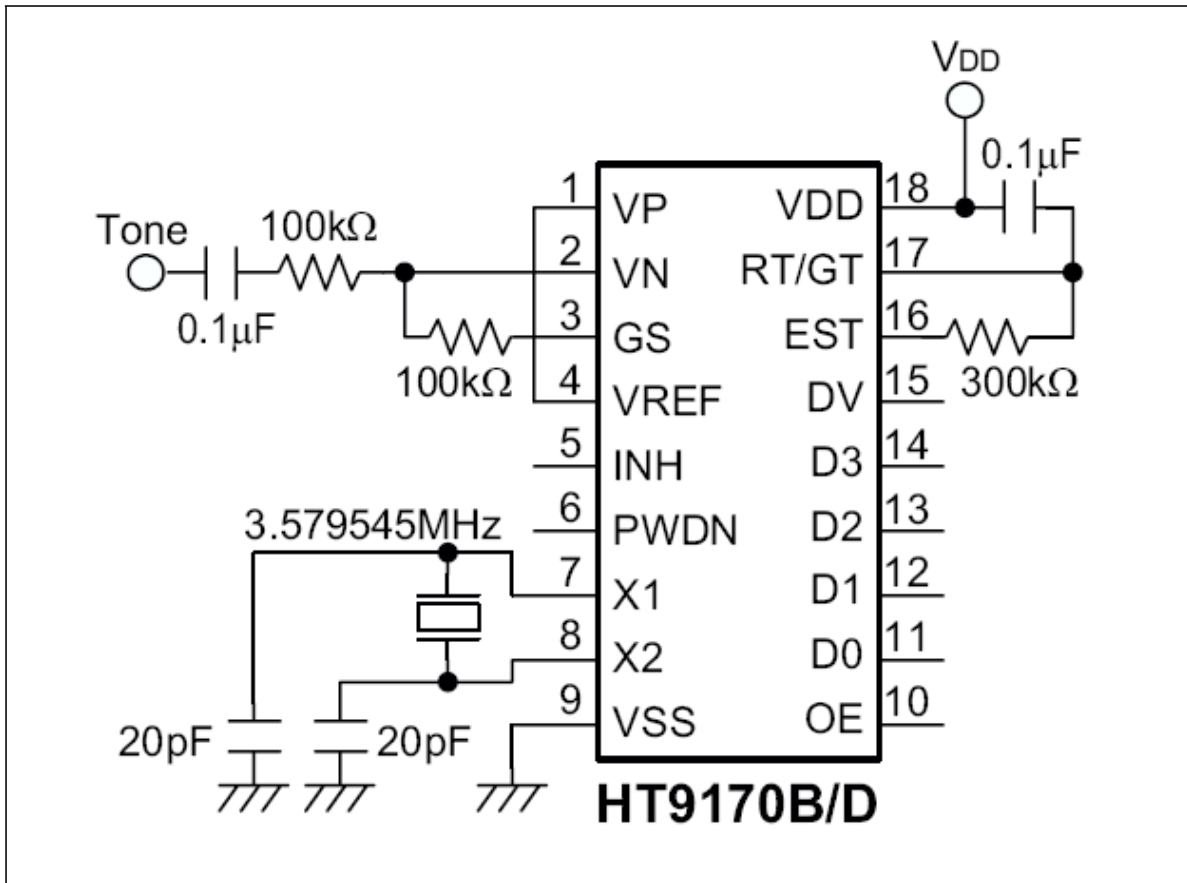 VDD
0.1μF
Tone
100kΩ
0.1μF
100kΩ
1 VP VDD 18
2 VN RT/GT 17
3 GS EST 16
300kΩ
4 VREF DV 15
5 INH D3 14
3.579545MHz
6 PWDN D2 13
7 X1 D1 12
8 X2 D0 11
9 VSS OE 10
20pF
20pF
HT9170B/D